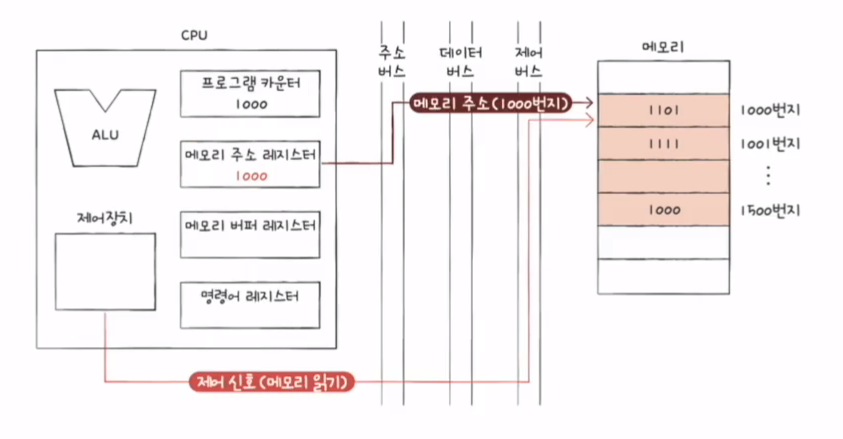 CPU
ALU
제어장치
프로그램 카운터
1000
메모리 주소 레지스터
1000
메모리 버퍼 레지스터
명령어 레지스터
제어 신호(메모리 읽기)
주소
버스
데이터
버스
제어
버스
메모리 주소(1000번지)
메모리
1101
1000번지
1111
1001번지
⋮
1000
1500번지